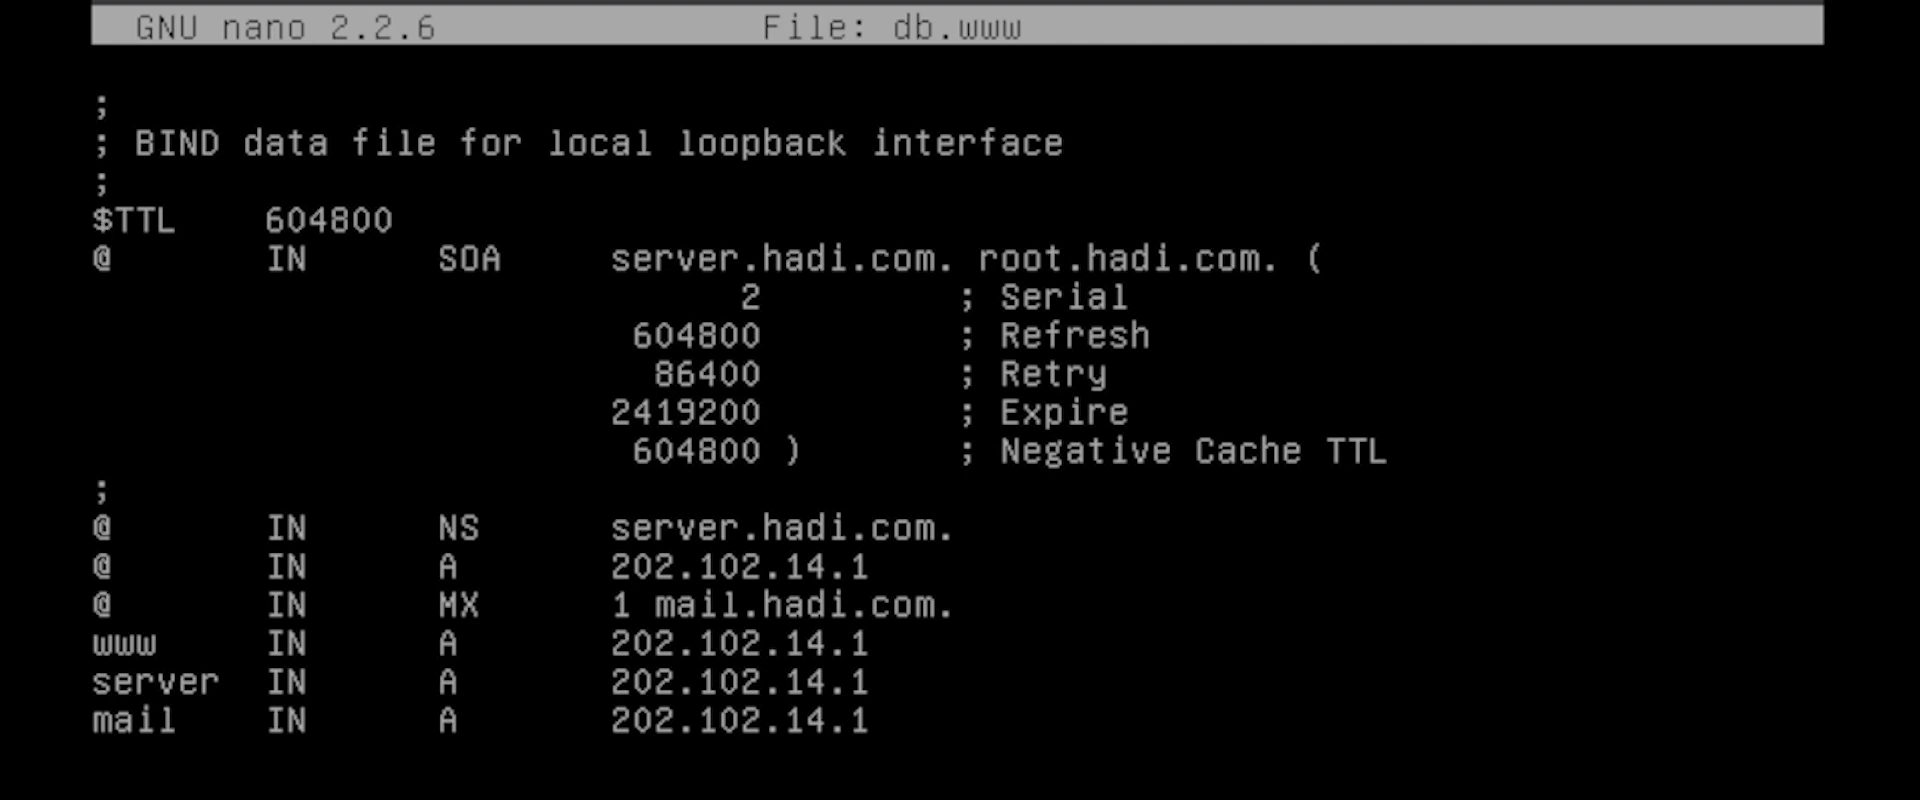 GNU nano 2.2.6 File: db.www
;
; BIND data file for local loopback interface
;
$TTL 604800
@ IN SOA server.hadi.com. root.hadi.com. (
2 ; Serial
604800 ; Refresh
86400 ; Retry
2419200 ; Expire
604800 ) ; Negative Cache TTL
;
@ IN NS server.hadi.com.
@ IN A 202.102.14.1
@ IN MX 1 mail.hadi.com.
www IN A 202.102.14.1
server IN A 202.102.14.1
mail IN A 202.102.14.1